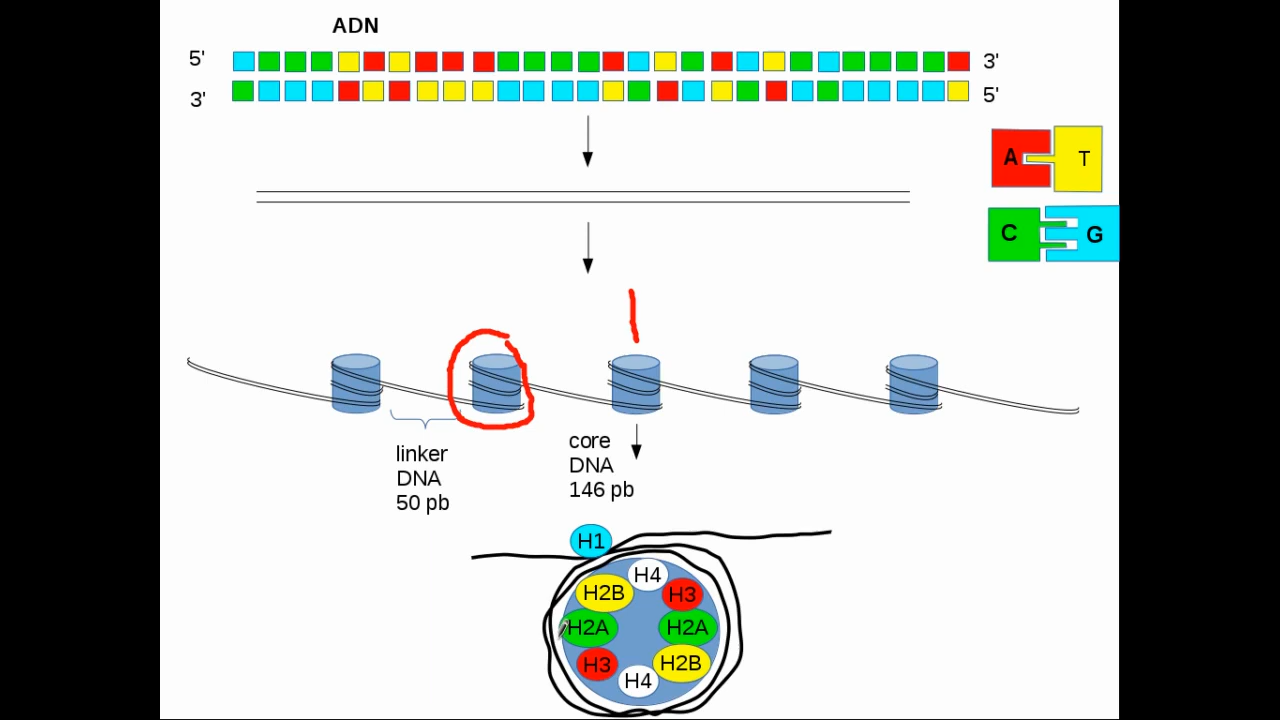 ADN
5' 3'
3' 5'
A T
C G
linker
DNA
50 pb
core
DNA
146 pb
H1
H4
H2B H3
H2A H2A
H3 H2B
H4